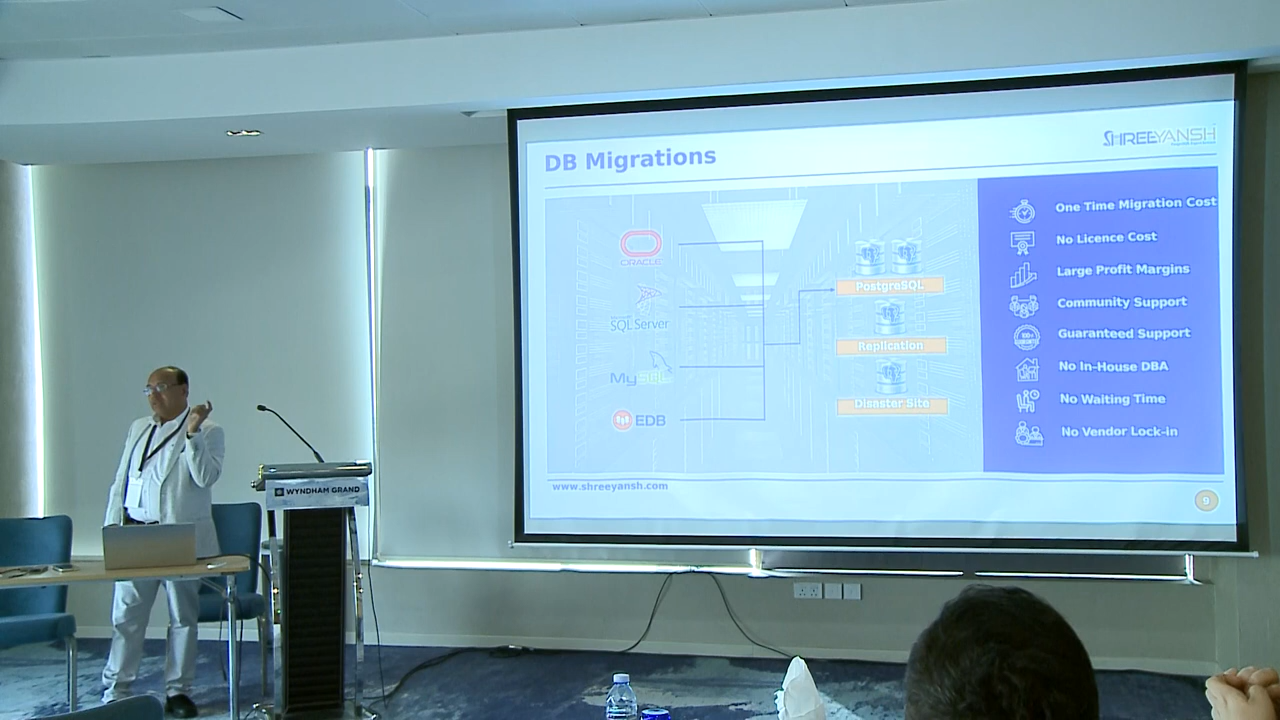 DB Migrations
SHREEYANSH
ORACLE
SQL Server
MySQL
EDB
PostgreSQL
Replication
Disaster Site
One Time Migration Cost
No Licence Cost
Large Profit Margins
Community Support
Guaranteed Support
No In-House DBA
No Waiting Time
No Vendor Lock-in
www.shreeyansh.com
9
WYNDHAM GRAND